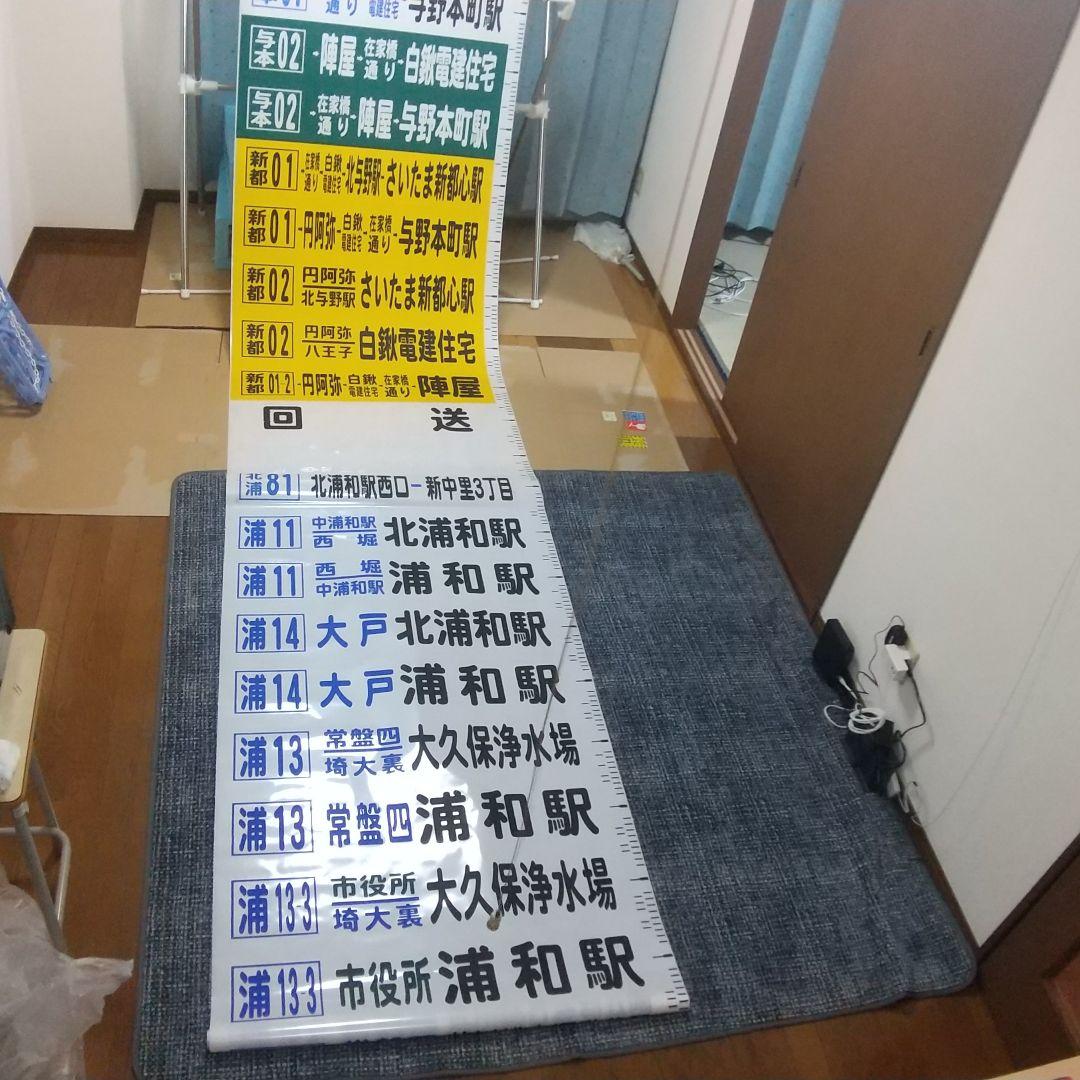 通り 電建住宅 与野本町駅
与本02 陣屋 在家橋通り 白鍬電建住宅
与本02 在家橋通り 陣屋 与野本町駅
新都01 在家橋通り 白鍬電建住宅 北与野駅 さいたま新都心駅
新都01 円阿弥 白鍬電建住宅 在家橋通り 与野本町駅
新都02 円阿弥 北与野駅 さいたま新都心駅
新都02 円阿弥 八王子 白鍬電建住宅
新都01-2 円阿弥 白鍬電建住宅 在家橋通り 陣屋
回送
北浦81 北浦和駅西口-新中里3丁目
浦11 中浦和駅 西堀 北浦和駅
浦11 西堀 中浦和駅 浦和駅
浦14 大戸 北浦和駅
浦14 大戸 浦和駅
浦13 常盤四 埼大裏 大久保浄水場
浦13 常盤四 浦和駅
浦13-3 市役所 埼大裏 大久保浄水場
浦13-3 市役所 浦和駅